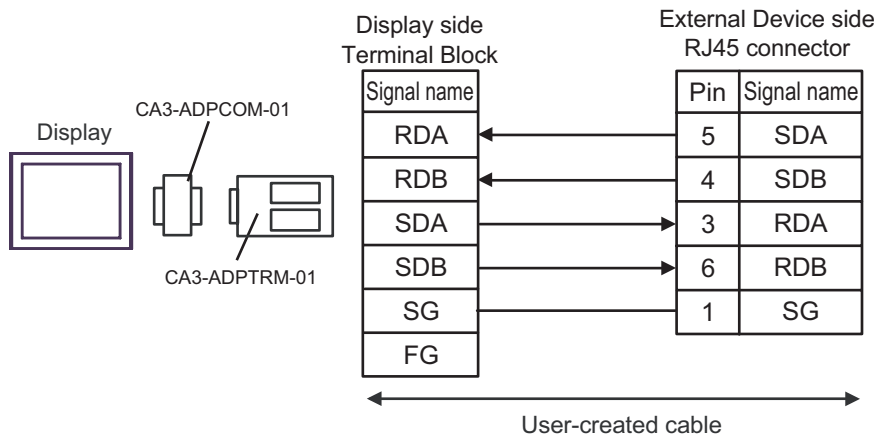 Display side
Terminal Block
External Device side
RJ45 connector
CA3-ADPCOM-01
Display
CA3-ADPTRM-01
Signal name
Pin Signal name
RDA 5 SDA
RDB 4 SDB
SDA 3 RDA
SDB 6 RDB
SG 1 SG
FG
User-created cable